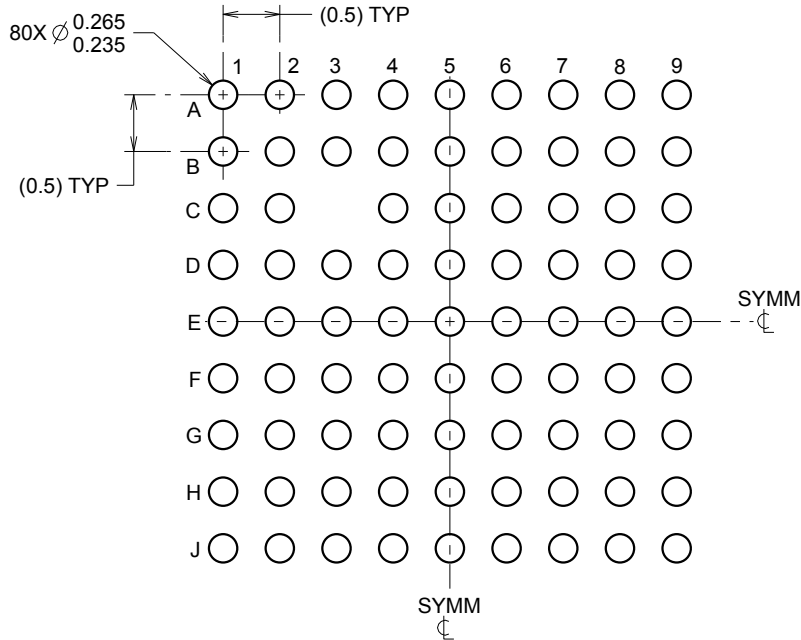 (0.5) TYP
80X ⌀ 0.265
0.235
1 2 3 4 5 6 7 8 9
A
B
(0.5) TYP
C
D
E
SYMM
℄
F
G
H
J
SYMM
℄